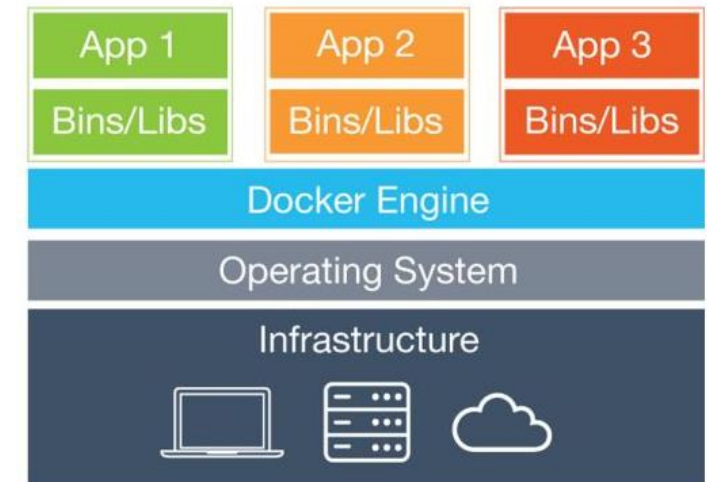 App 1 App 2 App 3
Bins/Libs Bins/Libs Bins/Libs
Docker Engine
Operating System
Infrastructure